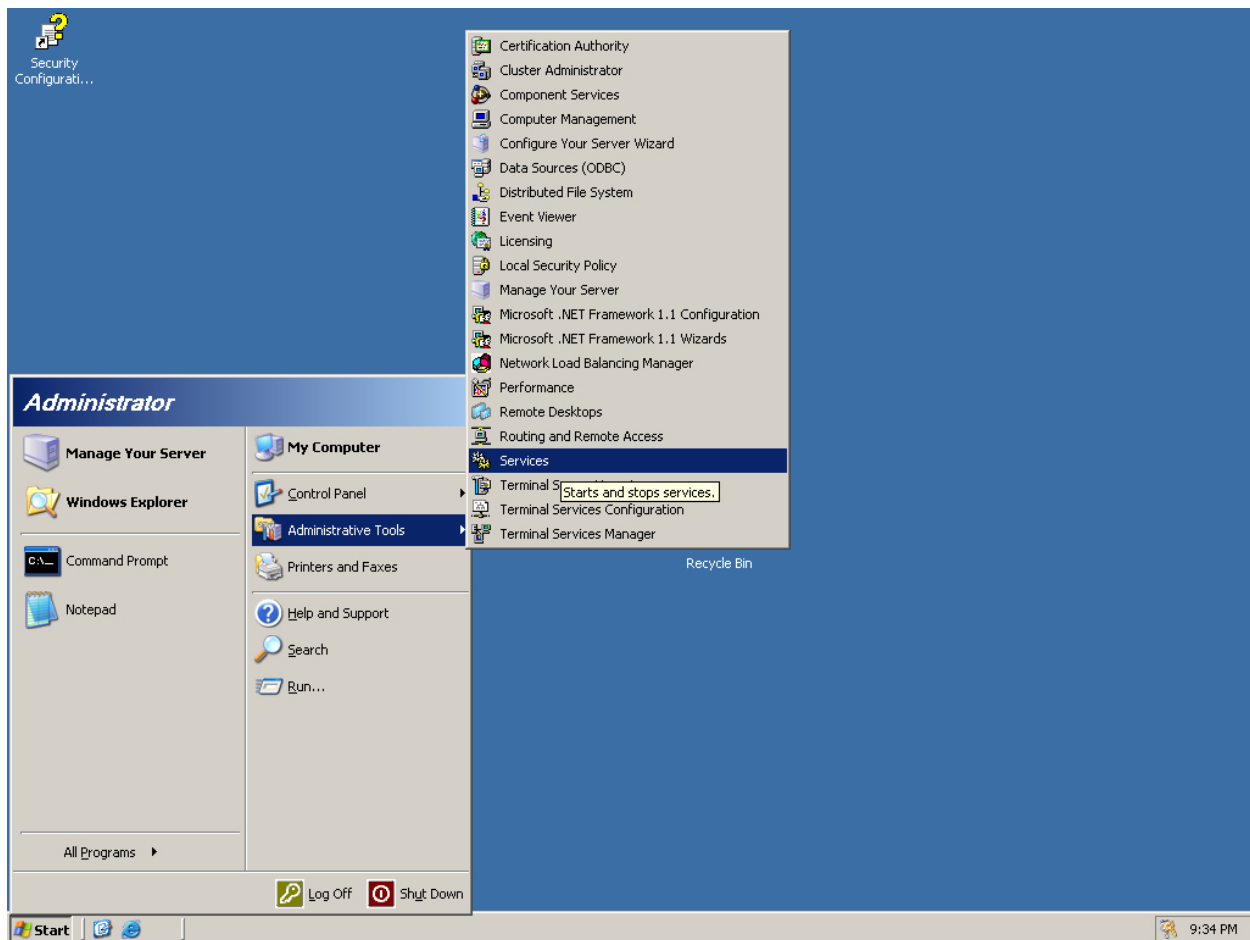 Security
Configurati...
Certification Authority
Cluster Administrator
Component Services
Computer Management
Configure Your Server Wizard
Data Sources (ODBC)
Distributed File System
Event Viewer
Licensing
Local Security Policy
Manage Your Server
Microsoft .NET Framework 1.1 Configuration
Microsoft .NET Framework 1.1 Wizards
Network Load Balancing Manager
Performance
Remote Desktops
Routing and Remote Access
Services
Terminal
Starts and stops services.
Terminal Services Configuration
Terminal Services Manager
Recycle Bin
Administrator
Manage Your Server
Windows Explorer
C:\_
Command Prompt
Notepad
All Programs
My Computer
Control Panel
Administrative Tools
Printers and Faxes
Help and Support
Search
Run...
Log Off
Shut Down
Start
9:34 PM